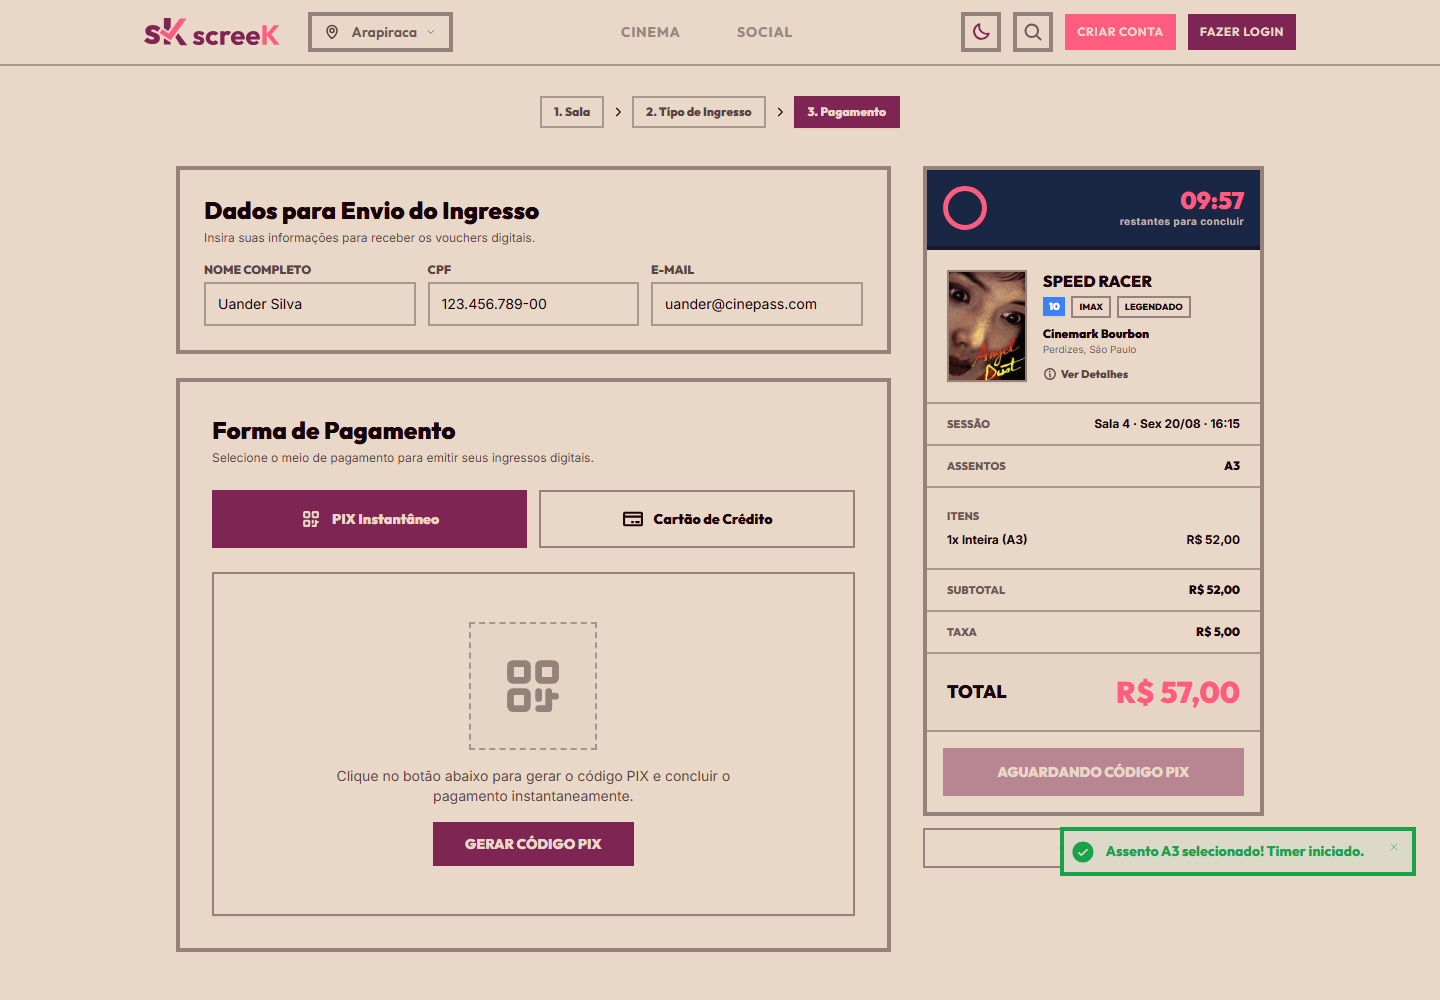 sK screeK
Arapiraca
CINEMA
SOCIAL
CRIAR CONTA
FAZER LOGIN
1. Sala
2. Tipo de Ingresso
3. Pagamento
Dados para Envio do Ingresso
Insira suas informações para receber os vouchers digitais.
NOME COMPLETO
CPF
E-MAIL
Uander Silva
123.456.789-00
uander@cinepass.com
Forma de Pagamento
Selecione o meio de pagamento para emitir seus ingressos digitais.
PIX Instantâneo
Cartão de Crédito
Clique no botão abaixo para gerar o código PIX e concluir o
pagamento instantaneamente.
GERAR CÓDIGO PIX
09:57
restantes para concluir
Angel
Dust
SPEED RACER
10
IMAX
LEGENDADO
Cinemark Bourbon
Perdizes, São Paulo
Ver Detalhes
SESSÃO
Sala 4 · Sex 20/08 · 16:15
ASSENTOS
A3
ITENS
1x Inteira (A3)
R$ 52,00
SUBTOTAL
R$ 52,00
TAXA
R$ 5,00
TOTAL
R$ 57,00
AGUARDANDO CÓDIGO PIX
Assento A3 selecionado! Timer iniciado.